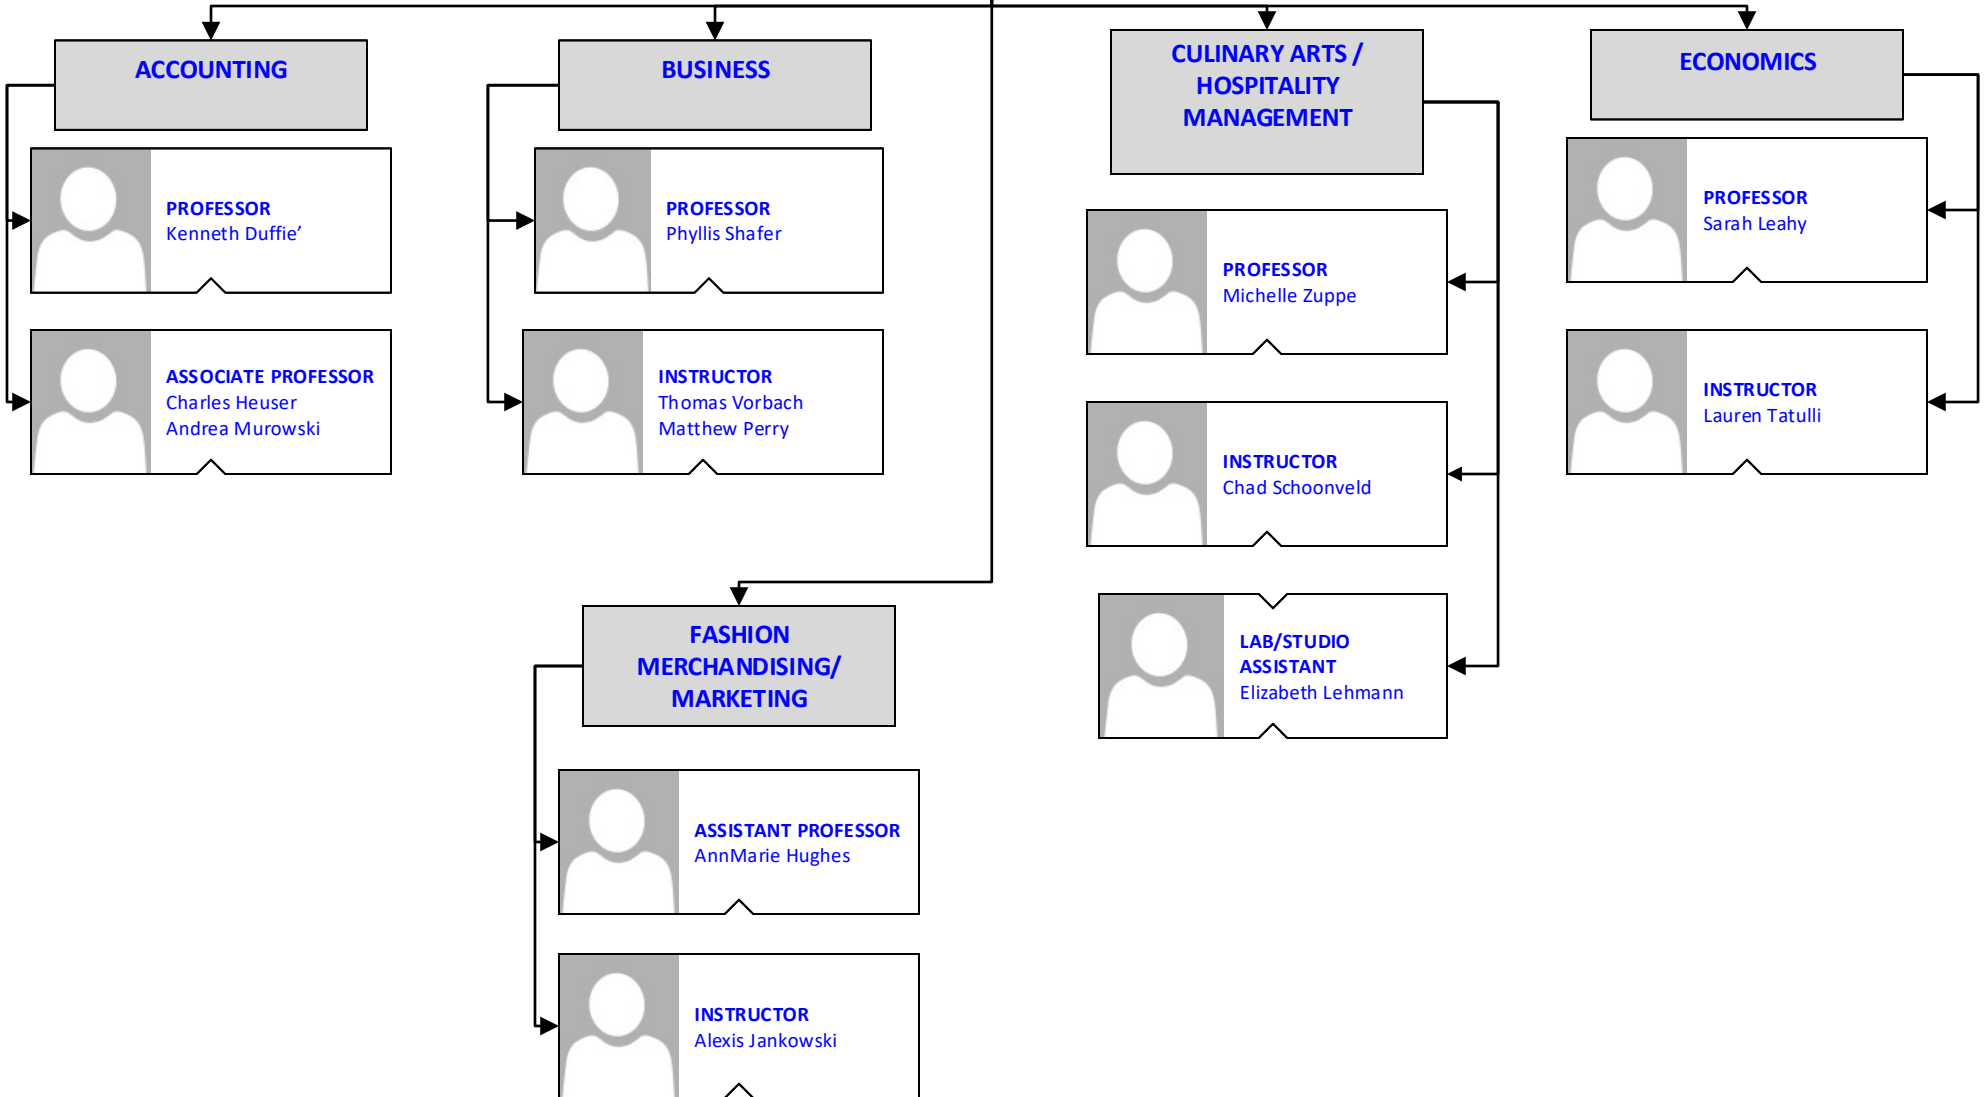 ACCOUNTING
PROFESSOR
Kenneth Duffie’
ASSOCIATE PROFESSOR
Charles Heuser
Andrea Murowski
BUSINESS
PROFESSOR
Phyllis Shafer
INSTRUCTOR
Thomas Vorbach
Matthew Perry
CULINARY ARTS /
HOSPITALITY
MANAGEMENT
PROFESSOR
Michelle Zuppe
INSTRUCTOR
Chad Schoonveld
LAB/STUDIO
ASSISTANT
Elizabeth Lehmann
ECONOMICS
PROFESSOR
Sarah Leahy
INSTRUCTOR
Lauren Tatulli
FASHION
MERCHANDISING/
MARKETING
ASSISTANT PROFESSOR
AnnMarie Hughes
INSTRUCTOR
Alexis Jankowski